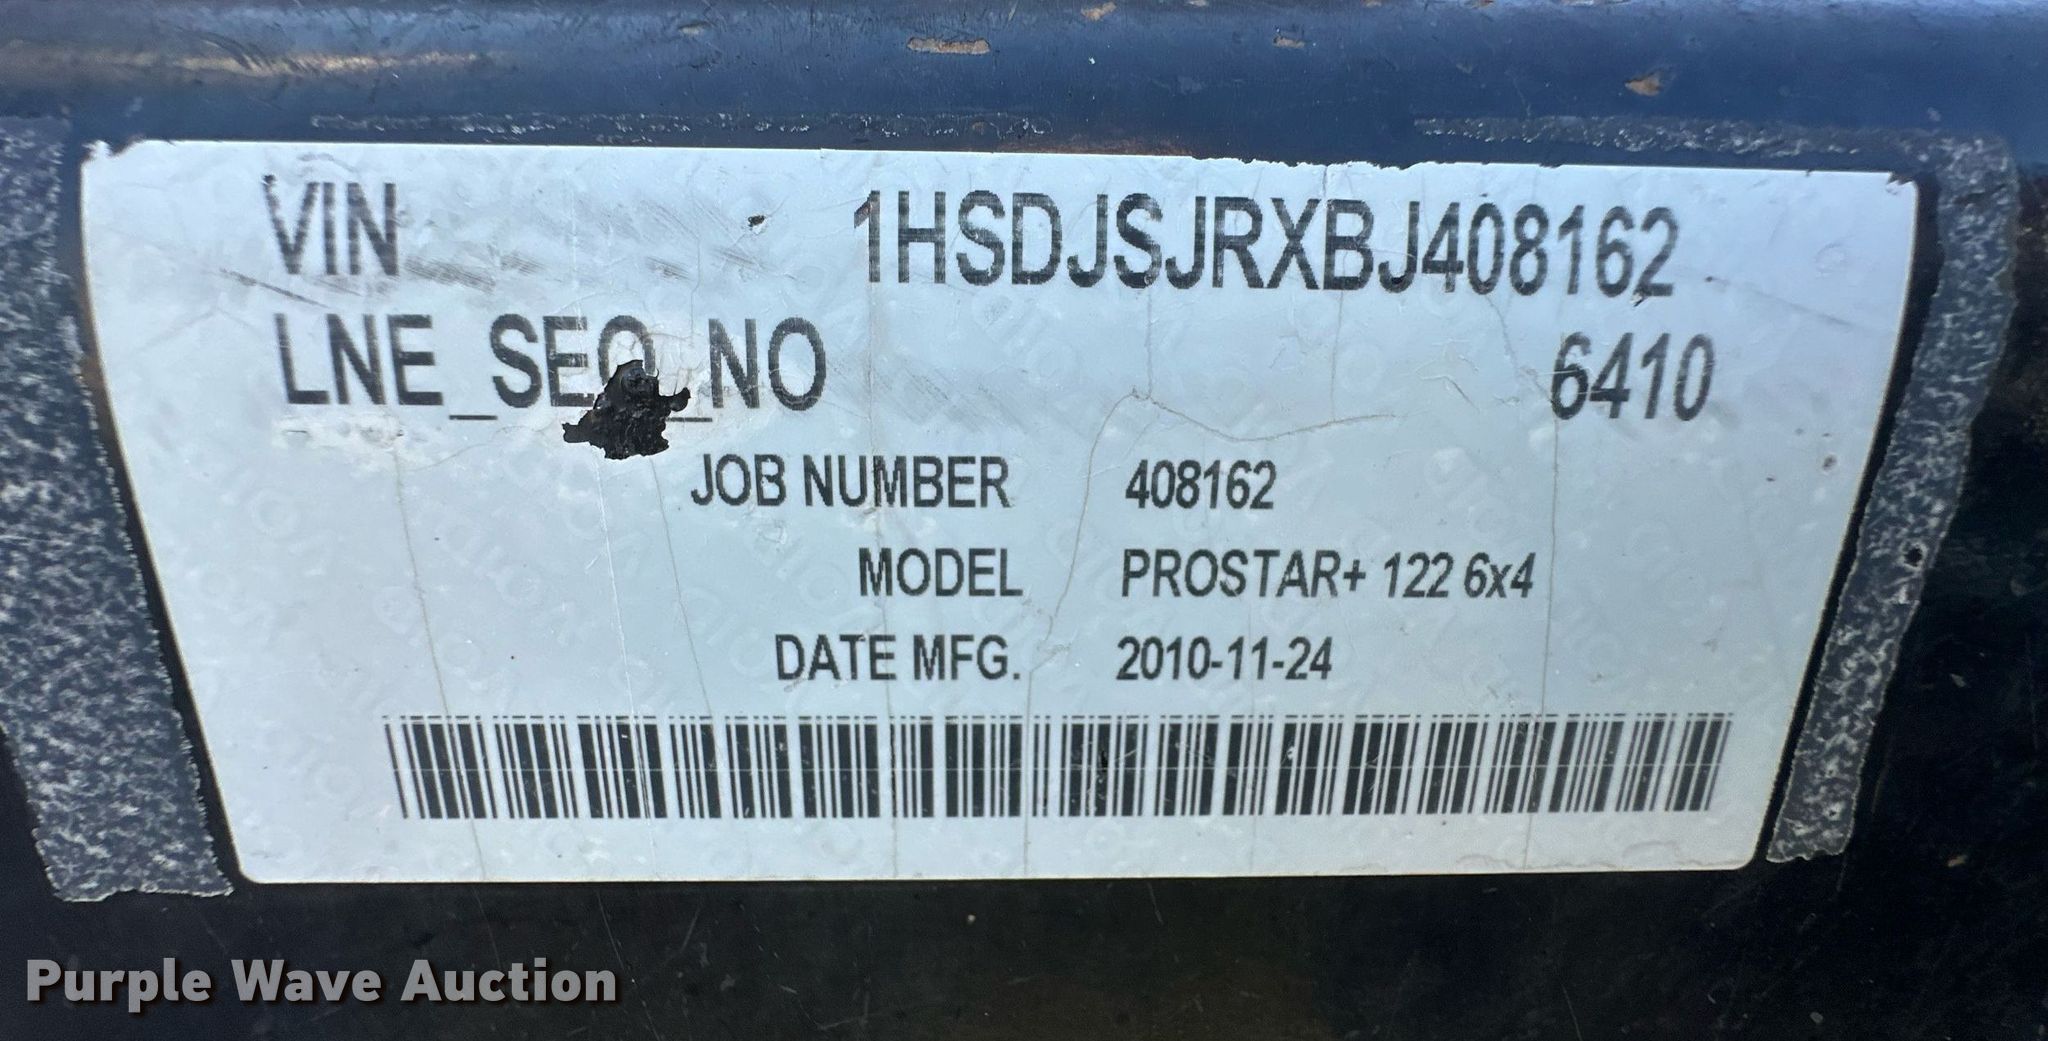 VIN 1HSDJSJRXBJ408162
LNE_SEQ_NO 6410
JOB NUMBER 408162
MODEL PROSTAR+ 122 6x4
DATE MFG. 2010-11-24
Purple Wave Auction